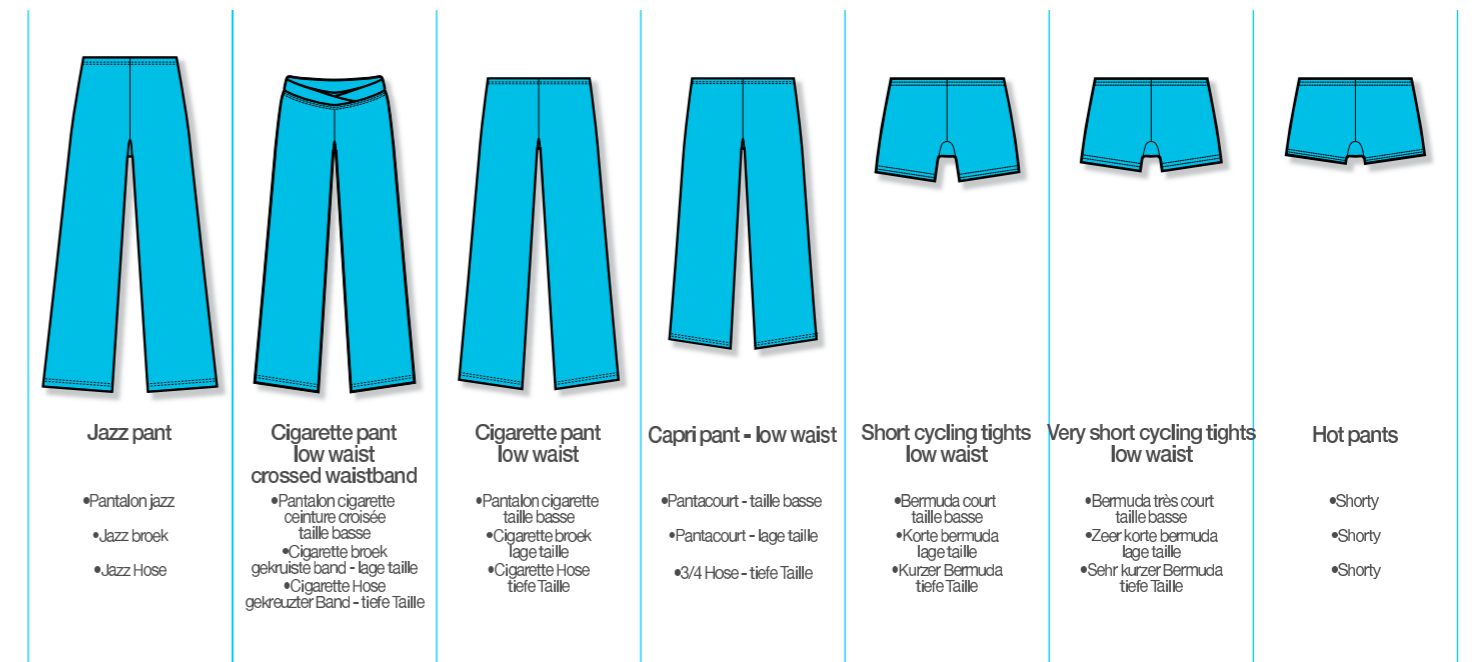 Jazz pant
•Pantalon jazz
•Jazz broek
•Jazz Hose
Cigarette pant
low waist
crossed waistband
•Pantalon cigarette
ceinture croisée
taille basse
•Cigarette broek
gekruiste band - lage taille
•Cigarette Hose
gekreuzter Band - tiefe Taille
Cigarette pant
low waist
•Pantalon cigarette
taille basse
•Cigarette broek
lage taille
•Cigarette Hose
tiefe Taille
Capri pant - low waist
•Pantacourt - taille basse
•Pantacourt - lage taille
•3/4 Hose - tiefe Taille
Short cycling tights
low waist
•Bermuda court
taille basse
•Korte bermuda
lage taille
•Kurzer Bermuda
tiefe Taille
Very short cycling tights
low waist
•Bermuda très court
taille basse
•Zeer korte bermuda
lage taille
•Sehr kurzer Bermuda
tiefe Taille
Hot pants
•Shorty
•Shorty
•Shorty